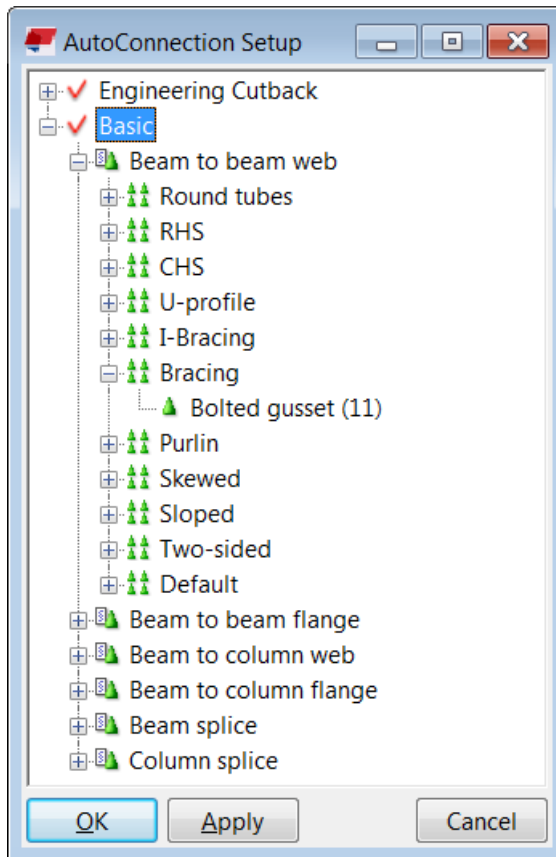 AutoConnection Setup
Engineering Cutback
Basic
Beam to beam web
Round tubes
RHS
CHS
U-profile
I-Bracing
Bracing
Bolted gusset (11)
Purlin
Skewed
Sloped
Two-sided
Default
Beam to beam flange
Beam to column web
Beam to column flange
Beam splice
Column splice
OK Apply Cancel